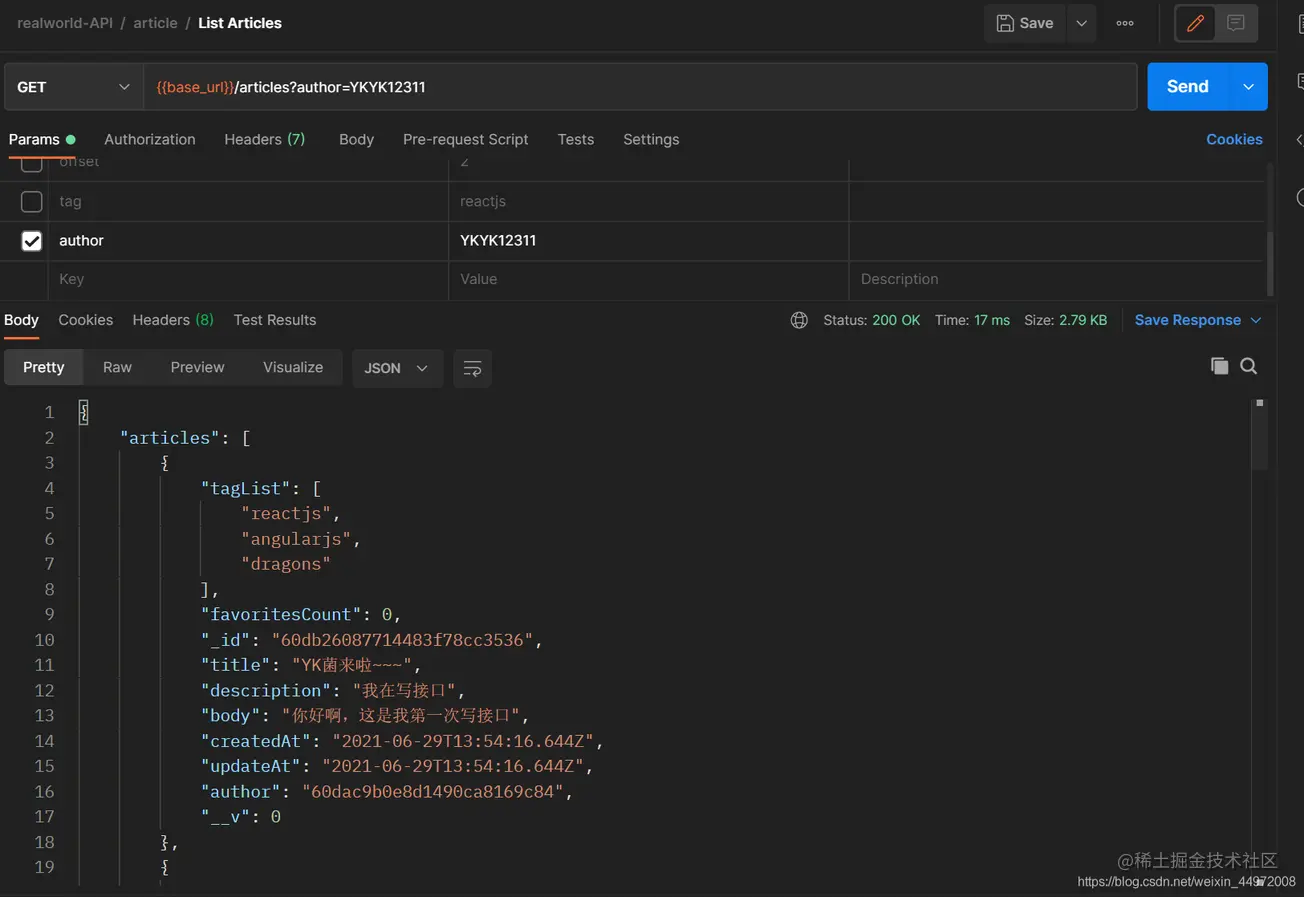 realworld-API / article / List Articles Save
GET {{base_url}}/articles?author=YKYK12311 Send
Params Authorization Headers (7) Body Pre-request Script Tests Settings Cookies
offset 2
tag reactjs
author YKYK12311
Key Value Description
Body Cookies Headers (8) Test Results Status: 200 OK Time: 17 ms Size: 2.79 KB Save Response
Pretty Raw Preview Visualize JSON
1 {
2 "articles": [
3 {
4 "tagList": [
5 "reactjs",
6 "angularjs",
7 "dragons"
8 ],
9 "favoritesCount": 0,
10 "_id": "60db26087714483f78cc3536",
11 "title": "YK菌来啦~~~",
12 "description": "我在写接口",
13 "body": "你好啊，这是我第一次写接口",
14 "createdAt": "2021-06-29T13:54:16.644Z",
15 "updateAt": "2021-06-29T13:54:16.644Z",
16 "author": "60dac9b0e8d1490ca8169c84",
17 "__v": 0
18 },
19 {
@稀土掘金技术社区
https://blog.csdn.net/weixin_44972008